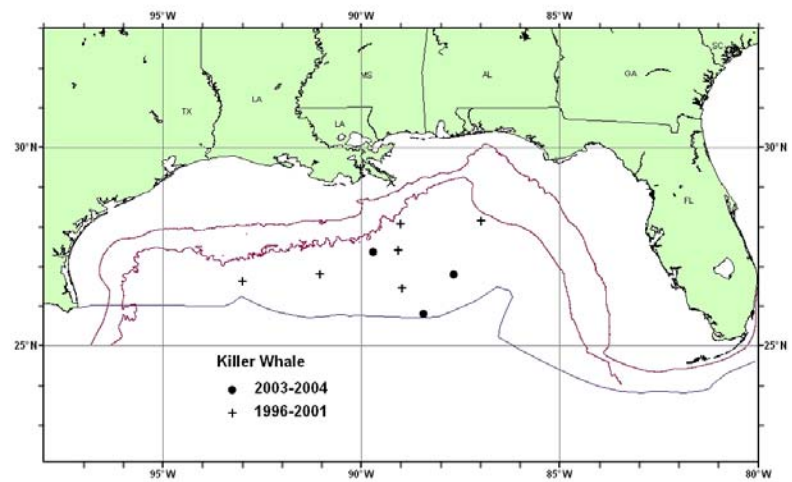 95°W 90°W 85°W 80°W
SC
MS AL GA
LA
TX
LA
30°N 30°N
FL
25°N 25°N
Killer Whale
2003-2004
1996-2001
95°W 90°W 85°W 80°W